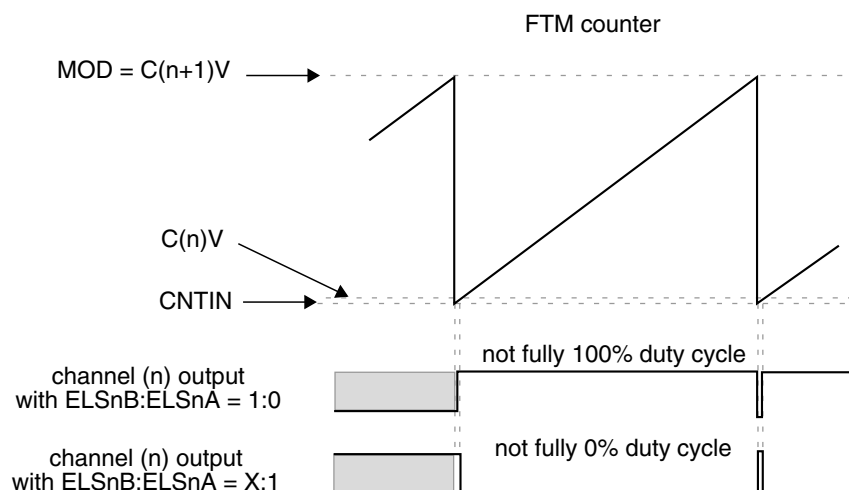 FTM counter
MOD = C(n+1)V
C(n)V
CNTIN
not fully 100% duty cycle
channel (n) output
with ELSnB:ELSnA = 1:0
not fully 0% duty cycle
channel (n) output
with ELSnB:ELSnA = X:1